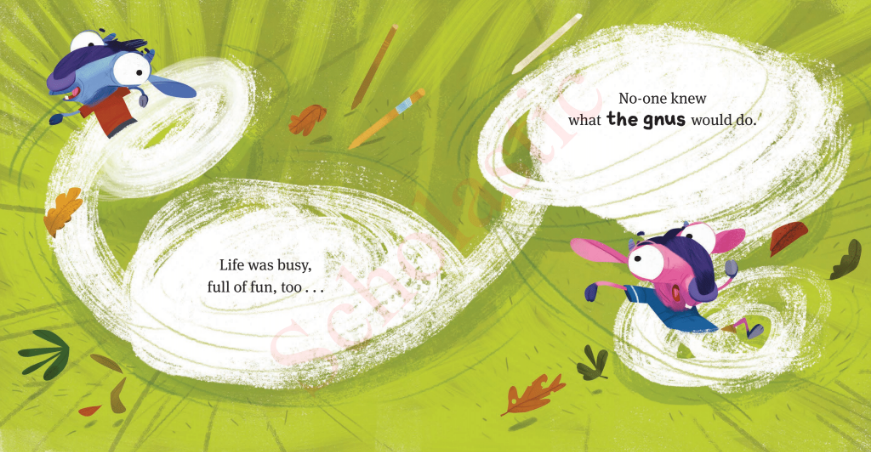 Life was busy,
full of fun, too . . .
No-one knew
what the gnus would do.
Scholastic